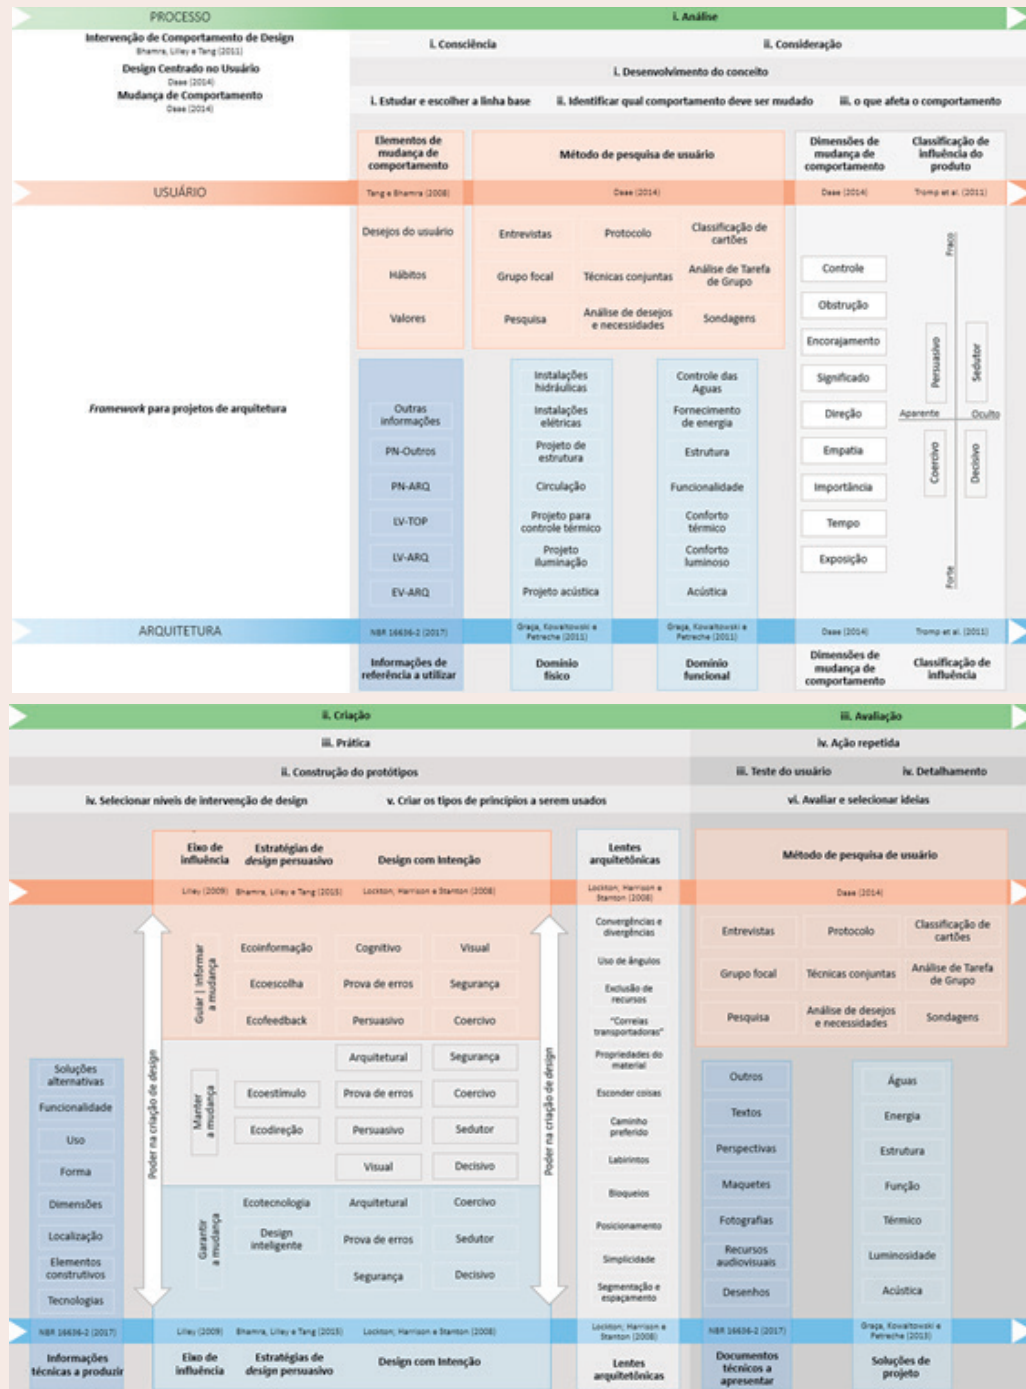 PROCESSO
i. Análise
Intervenção de Comportamento de Design
Bhamra, Lilley e Tang (2011)
Design Centrado no Usuário
Daae (2014)
Mudança de Comportamento
Daae (2014)
i. Consciência
ii. Consideração
i. Desenvolvimento do conceito
i. Estudar e escolher a linha base
ii. Identificar qual comportamento deve ser mudado
iii. o que afeta o comportamento
Elementos de
mudança de
comportamento
Método de pesquisa de usuário
Dimensões de
mudança de
comportamento
Classificação de
influência do
produto
USUÁRIO
Tang e Bhamra (2008)
Daae (2014)
Daae (2014)
Tromp et al. (2011)
Desejos do usuário
Hábitos
Valores
Entrevistas
Protocolo
Classificação de
cartões
Grupo focal
Técnicas conjuntas
Análise de Tarefa
de Grupo
Pesquisa
Análise de desejos
e necessidades
Sondagens
Controle
Obstrução
Encorajamento
Significado
Direção
Empatia
Importância
Tempo
Exposição
Fraco
Persuasivo
Sedutor
Aparente
Oculto
Coercivo
Decisivo
Forte
Framework para projetos de arquitetura
Outras
informações
PN-Outros
PN-ARQ
LV-TOP
LV-ARQ
EV-ARQ
Instalações
hidráulicas
Instalações
elétricas
Projeto de
estrutura
Circulação
Projeto para
controle térmico
Projeto
iluminação
Projeto acústica
Controle das
Aguas
Fornecimento
de energia
Estrutura
Funcionalidade
Conforto
térmico
Conforto
luminoso
Acústica
ARQUITETURA
NBR 16636-2 (2017)
Graça, Kowaltowski e
Petreche (2011)
Graça, Kowaltowski e
Petreche (2011)
Daae (2014)
Tromp et al. (2011)
Informações de
referência a utilizar
Domínio
físico
Domínio
funcional
Dimensões de
mudança de
comportamento
Classificação de
influência
ii. Criação
iii. Avaliação
iii. Prática
iv. Ação repetida
ii. Construção do protótipos
iii. Teste do usuário
iv. Detalhamento
iv. Selecionar níveis de intervenção de design
v. Criar os tipos de princípios a serem usados
vi. Avaliar e selecionar ideias
Eixo de
influência
Estratégias de
design persuasivo
Design com Intenção
Lentes
arquitetônicas
Método de pesquisa de usuário
Lilley (2009)
Bhamra, Lilley e Tang (2015)
Lockton; Harrison e Stanton (2008)
Lockton; Harrison e
Stanton (2008)
Daae (2014)
Poder na criação de design
Guiar | Informar
a mudança
Ecoinformação
Cognitivo
Visual
Ecoescolha
Prova de erros
Segurança
Ecofeedback
Persuasivo
Coercivo
Manter
a mudança
Arquitetural
Segurança
Ecoestímulo
Prova de erros
Coercivo
Ecodireção
Persuasivo
Sedutor
Visual
Decisivo
Garantir
a mudança
Ecotecnologia
Arquitetural
Coercivo
Design
inteligente
Prova de erros
Sedutor
Segurança
Decisivo
Poder na criação de design
Soluções
alternativas
Funcionalidade
Uso
Forma
Dimensões
Localização
Elementos
construtivos
Tecnologias
Convergências e
divergências
Uso de ângulos
Exclusão de
recursos
"Correias
transportadoras"
Propriedades do
material
Esconder coisas
Caminho
preferido
Labirintos
Bloqueios
Posicionamento
Simplicidade
Segmentação e
espaçamento
Entrevistas
Protocolo
Classificação de
cartões
Grupo focal
Técnicas conjuntas
Análise de Tarefa
de Grupo
Pesquisa
Análise de desejos
e necessidades
Sondagens
Outros
Textos
Perspectivas
Maquetes
Fotografias
Recursos
audiovisuais
Desenhos
Águas
Energia
Estrutura
Função
Térmico
Luminosidade
Acústica
NBR 16636-2 (2017)
Lilley (2009)
Bhamra, Lilley e Tang (2015)
Lockton; Harrison e Stanton (2008)
Lockton; Harrison e
Stanton (2008)
NBR 16636-2 (2017)
Graça, Kowaltowski e
Petreche (2013)
Informações
técnicas a produzir
Eixo de
influência
Estratégias de
design persuasivo
Design com Intenção
Lentes
arquitetônicas
Documentos
técnicos a
apresentar
Soluções de
projeto